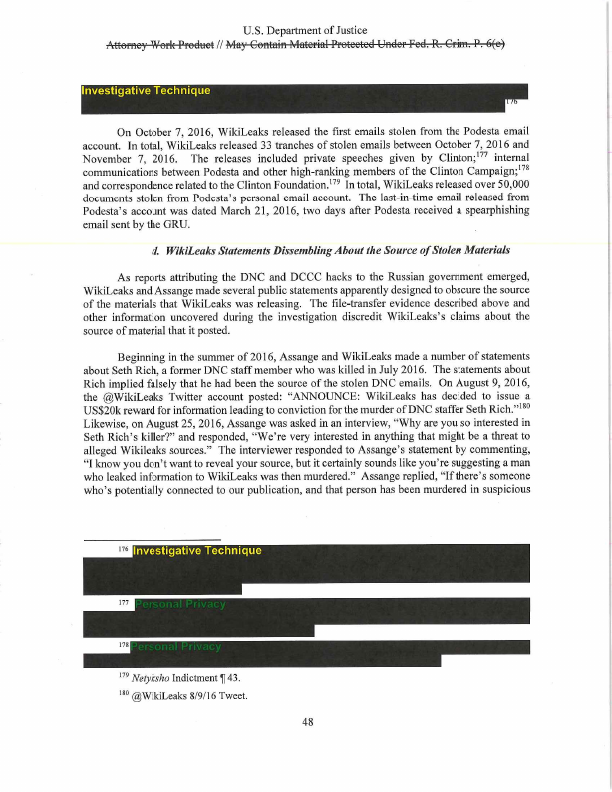 U.S. Department of Justice
Attorney Work Product // May Contain Material Protected Under Fed. R. Crim. P. 6(e)
Investigative Technique
176
On October 7, 2016, WikiLeaks released the first emails stolen from the Podesta email
account. In total, WikiLeaks released 33 tranches of stolen emails between October 7, 2016 and
November 7, 2016. The releases included private speeches given by Clinton;177 internal
communications between Podesta and other high-ranking members of the Clinton Campaign;178
and correspondence related to the Clinton Foundation.179 In total, WikiLeaks released over 50,000
documents stolen from Podesta's personal email account. The last-in-time email released from
Podesta's account was dated March 21, 2016, two days after Podesta received a spearphishing
email sent by the GRU.
d. WikiLeaks Statements Dissembling About the Source of Stolen Materials
As reports attributing the DNC and DCCC hacks to the Russian government emerged,
WikiLeaks and Assange made several public statements apparently designed to obscure the source
of the materials that WikiLeaks was releasing. The file-transfer evidence described above and
other information uncovered during the investigation discredit WikiLeaks's claims about the
source of material that it posted.
Beginning in the summer of 2016, Assange and WikiLeaks made a number of statements
about Seth Rich, a former DNC staff member who was killed in July 2016. The statements about
Rich implied falsely that he had been the source of the stolen DNC emails. On August 9, 2016,
the @WikiLeaks Twitter account posted: "ANNOUNCE: WikiLeaks has decided to issue a
US$20k reward for information leading to conviction for the murder of DNC staffer Seth Rich."180
Likewise, on August 25, 2016, Assange was asked in an interview, "Why are you so interested in
Seth Rich's killer?" and responded, "We're very interested in anything that might be a threat to
alleged Wikileaks sources." The interviewer responded to Assange's statement by commenting,
"I know you don't want to reveal your source, but it certainly sounds like you're suggesting a man
who leaked information to WikiLeaks was then murdered." Assange replied, "If there's someone
who's potentially connected to our publication, and that person has been murdered in suspicious
176 Investigative Technique
177 Personal Privacy
178 Personal Privacy
179 Netyksho Indictment ¶ 43.
180 @WikiLeaks 8/9/16 Tweet.
48